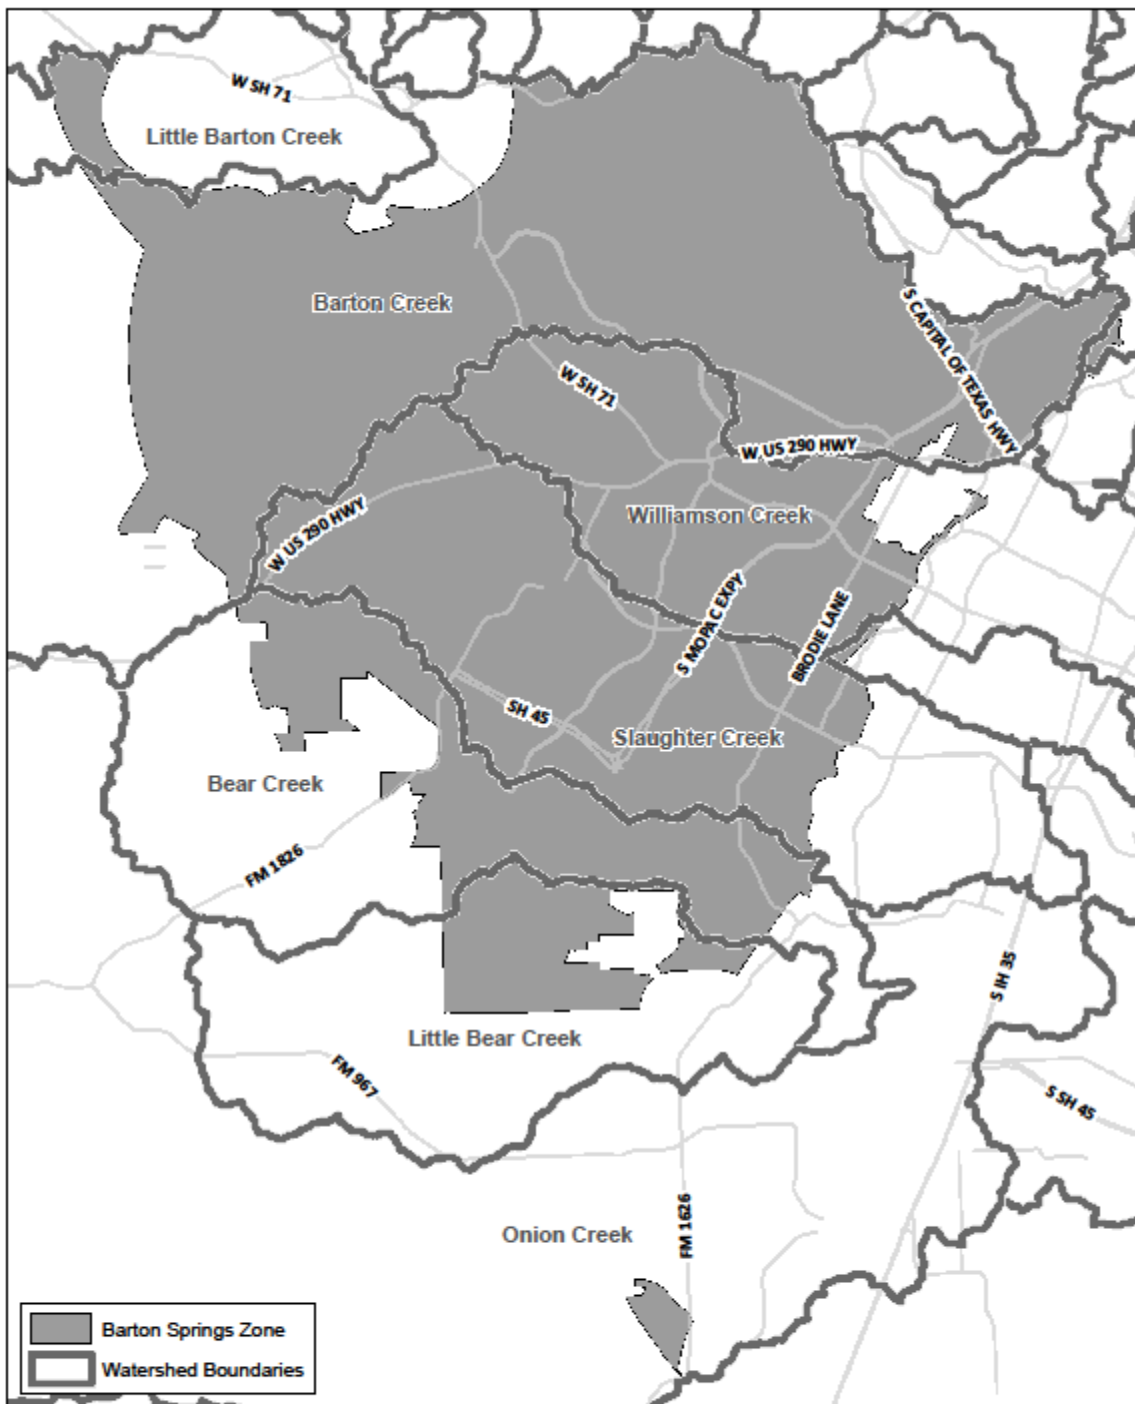 W SH 71
Little Barton Creek
Barton Creek
S CAPITAL OF TEXAS HWY
W SH 71
W US 290 HWY
W US 290 HWY
Williamson Creek
S MOPAC EXPY
BRODIE LANE
SH 45
Slaughter Creek
Bear Creek
FM 1826
S IH 35
Little Bear Creek
FM 967
S SH 45
FM 1626
Onion Creek
Barton Springs Zone
Watershed Boundaries